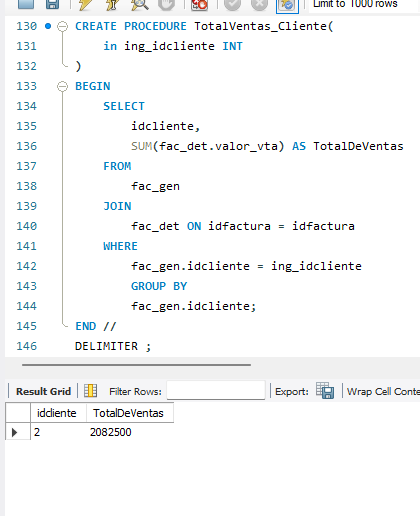 Limit to 1000 rows
130 CREATE PROCEDURE TotalVentas_Cliente(
131 in ing_idcliente INT
132 )
133 BEGIN
134 SELECT
135 idcliente,
136 SUM(fac_det.valor_vta) AS TotalDeVentas
137 FROM
138 fac_gen
139 JOIN
140 fac_det ON idfactura = idfactura
141 WHERE
142 fac_gen.idcliente = ing_idcliente
143 GROUP BY
144 fac_gen.idcliente;
145 END //
146 DELIMITER ;
Result Grid Filter Rows: Export: Wrap Cell Conte
idcliente TotalDeVentas
2 2082500